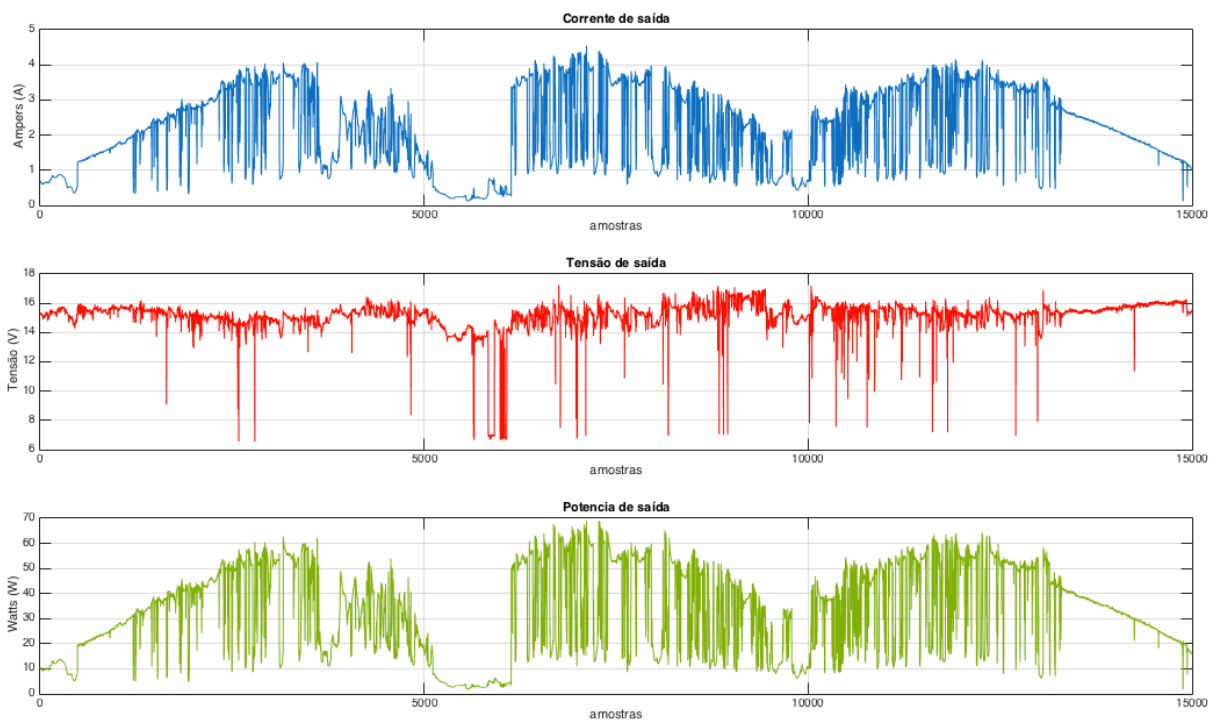 Corrente de saída
5
4
3
2
1
0
Ampers (A)
0 5000 10000 15000
amostras
Tensão de saída
18
16
14
12
10
8
6
Tensão (V)
0 5000 10000 15000
amostras
Potencia de saída
70
60
50
40
30
20
10
0
Watts (W)
0 5000 10000 15000
amostras